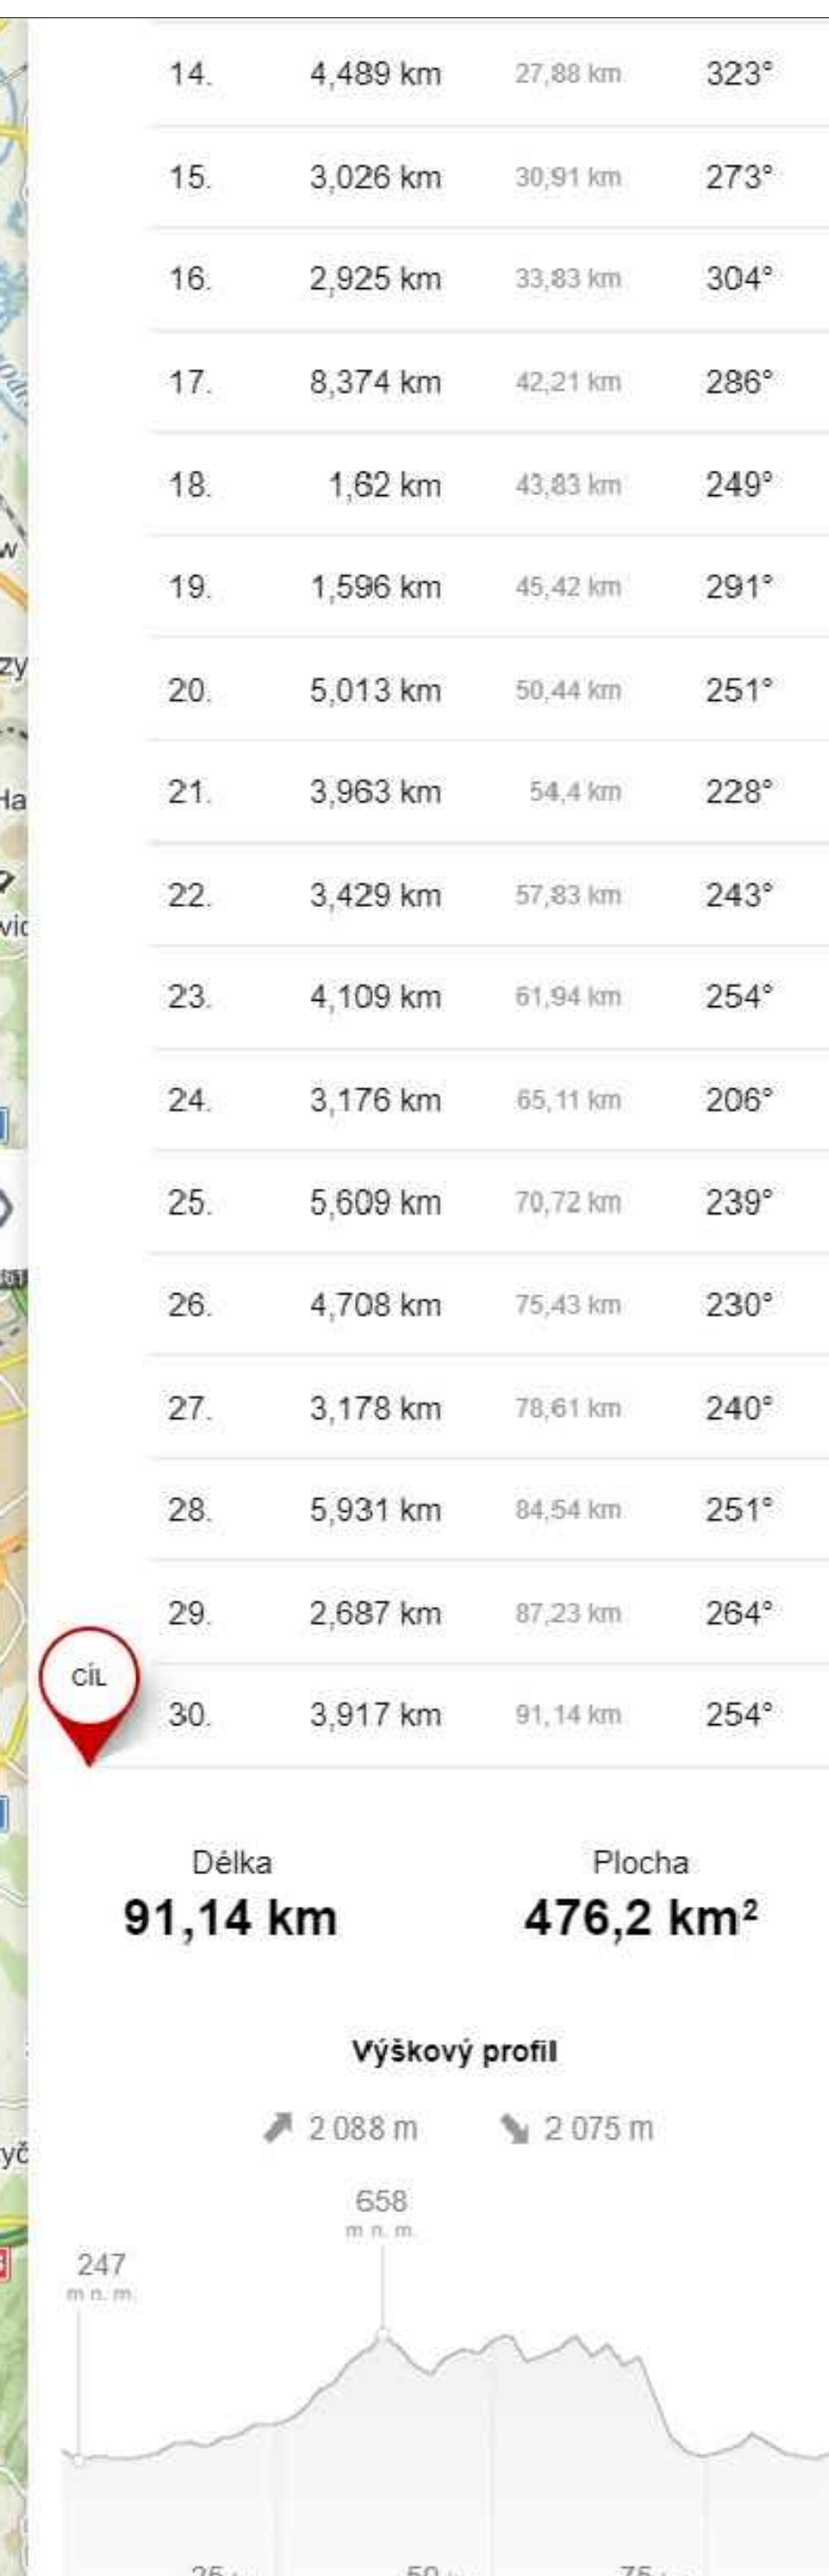 14. 4,489 km 27,88 km 323°
15. 3,026 km 30,91 km 273°
16. 2,925 km 33,83 km 304°
17. 8,374 km 42,21 km 286°
18. 1,62 km 43,83 km 249°
w
19. 1,596 km 45,42 km 291°
zy
20. 5,013 km 50,44 km 251°
Ha
21. 3,963 km 54,4 km 228°
22. 3,429 km 57,83 km 243°
vic
23. 4,109 km 61,94 km 254°
24. 3,176 km 65,11 km 206°
25. 5,609 km 70,72 km 239°
26. 4,708 km 75,43 km 230°
27. 3,178 km 78,61 km 240°
28. 5,931 km 84,54 km 251°
29. 2,687 km 87,23 km 264°
CÍL
30. 3,917 km 91,14 km 254°
Délka Plocha
91,14 km 476,2 km²
Výškový profil
2 088 m 2 075 m
yč
658
m n. m.
247
m n. m.
25 50 75